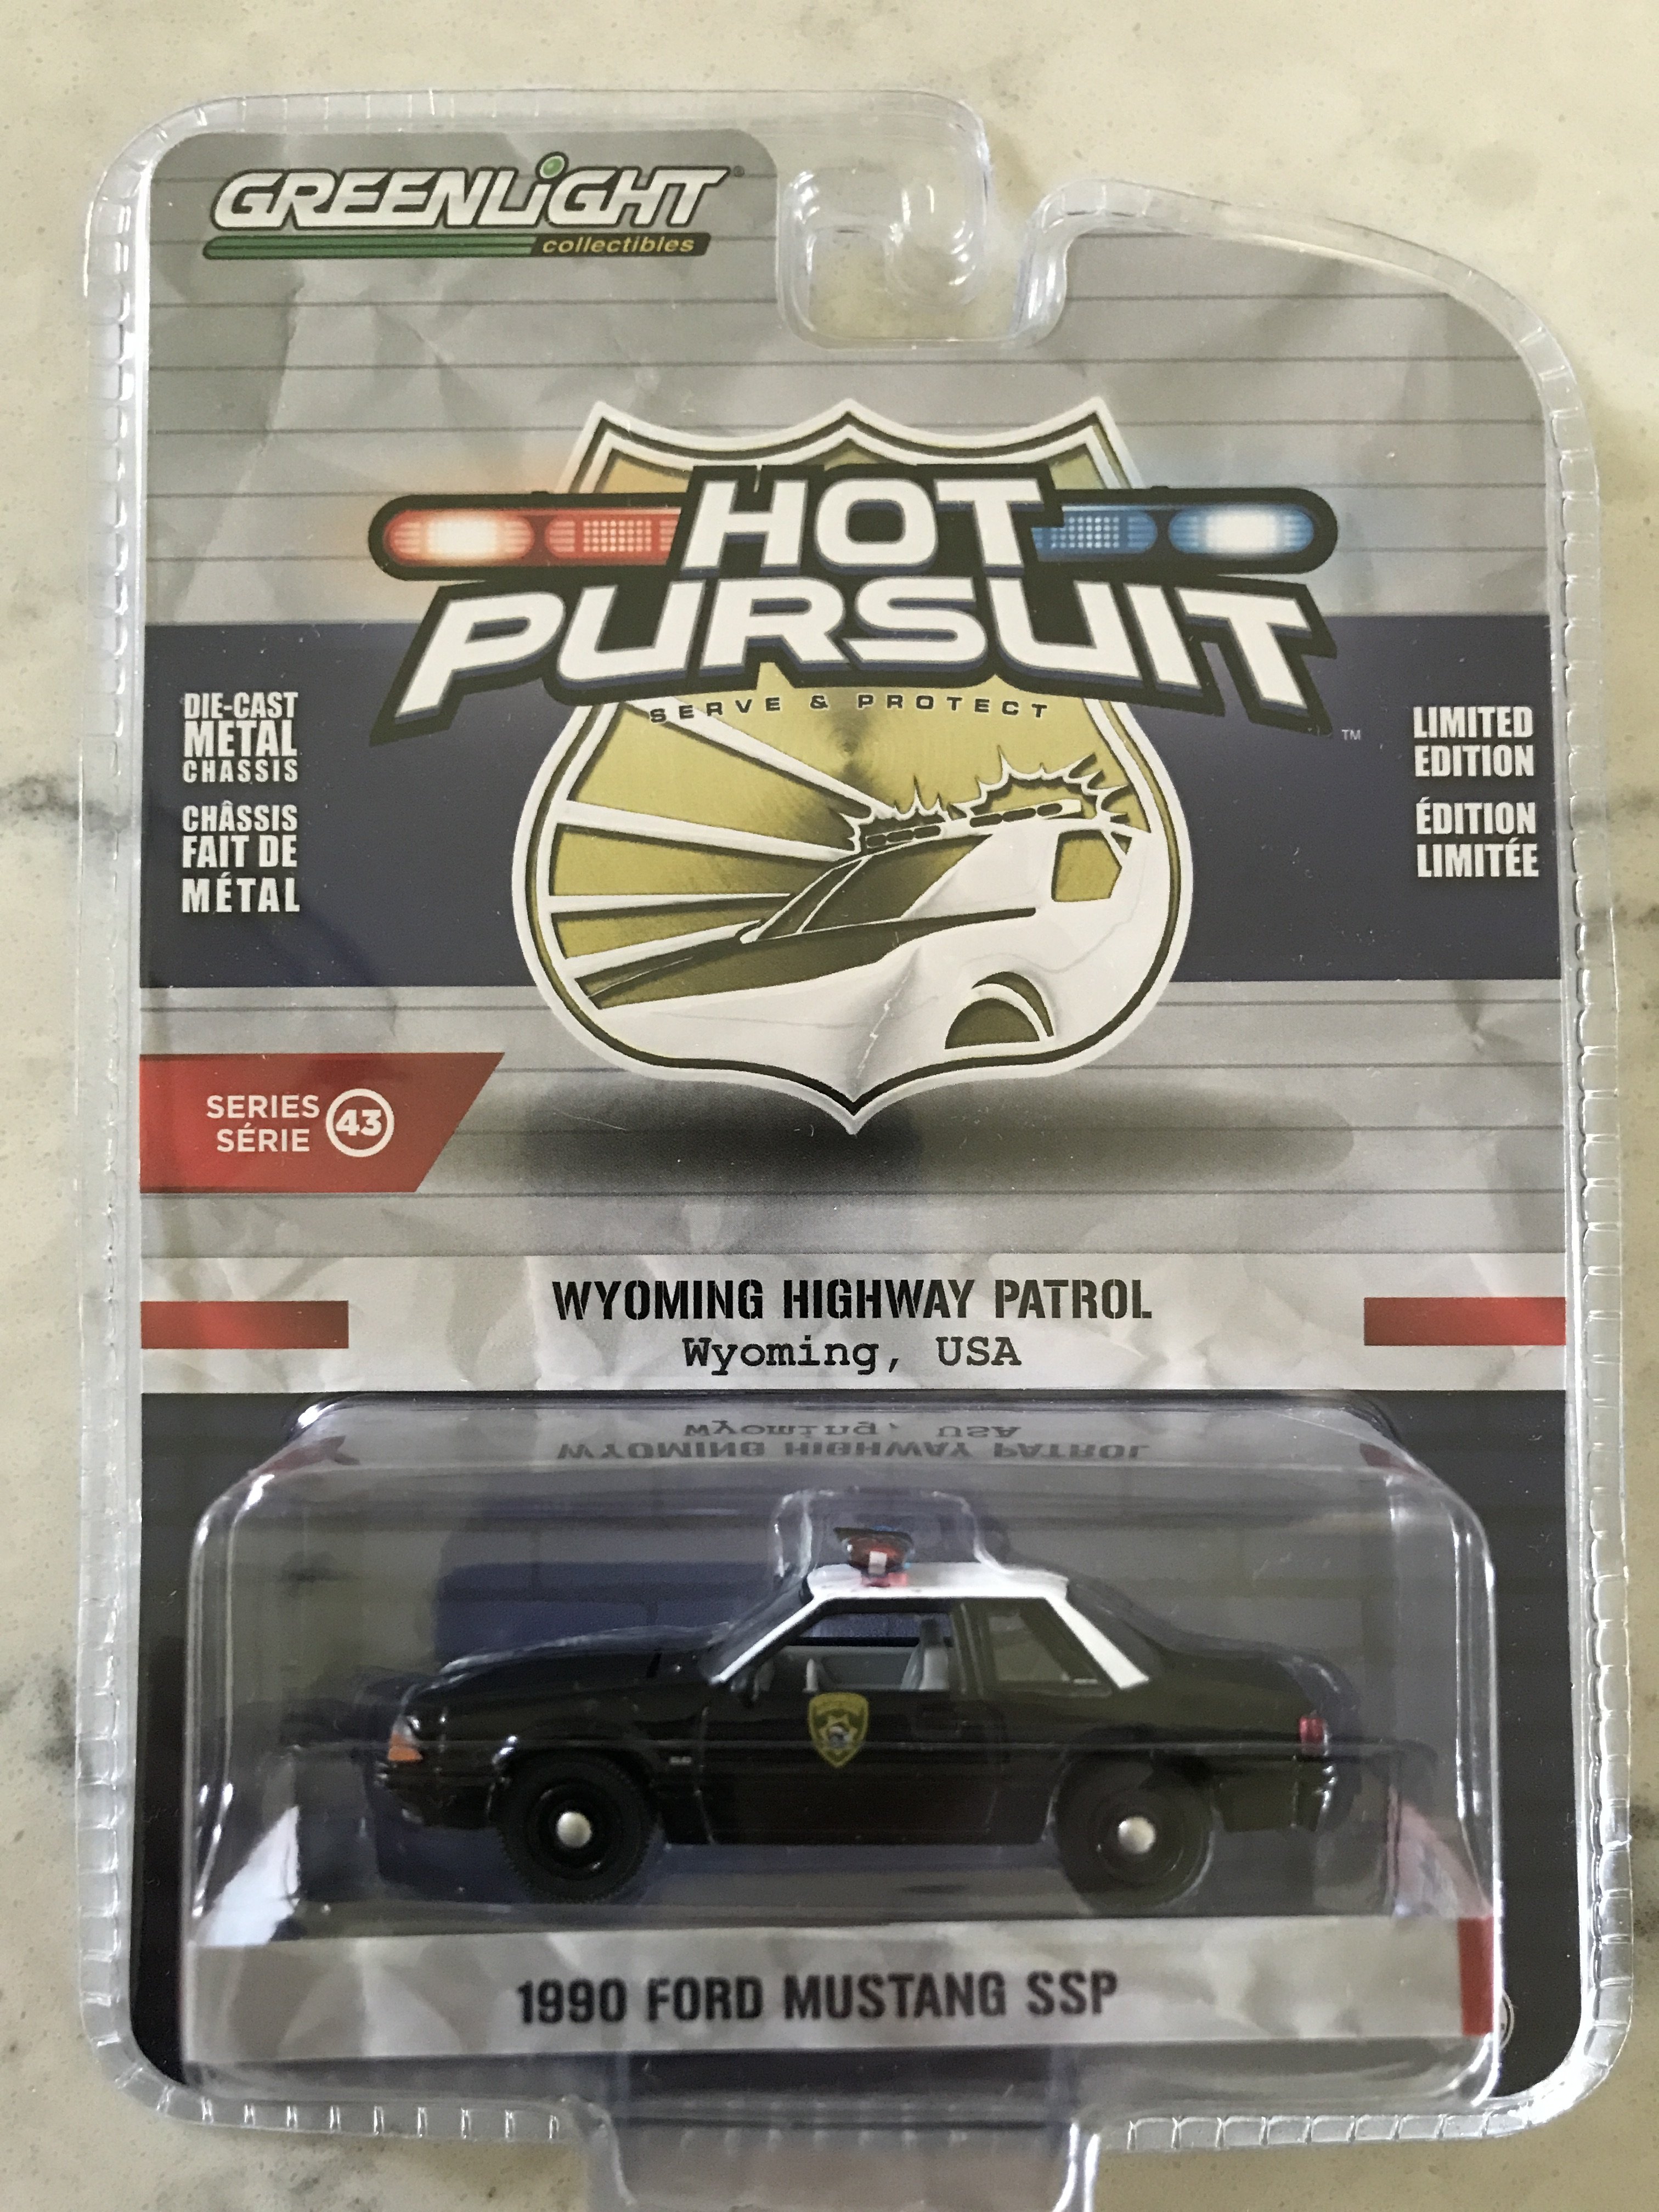 GREENLiGHT®
collectibles
HOT
PURSUIT™
SERVE & PROTECT
DIE-CAST
METAL
CHASSIS
CHÂSSIS
FAIT DE
MÉTAL
LIMITED
EDITION
ÉDITION
LIMITÉE
SERIES 43
SÉRIE
WYOMING HIGHWAY PATROL
Wyoming, USA
1990 FORD MUSTANG SSP